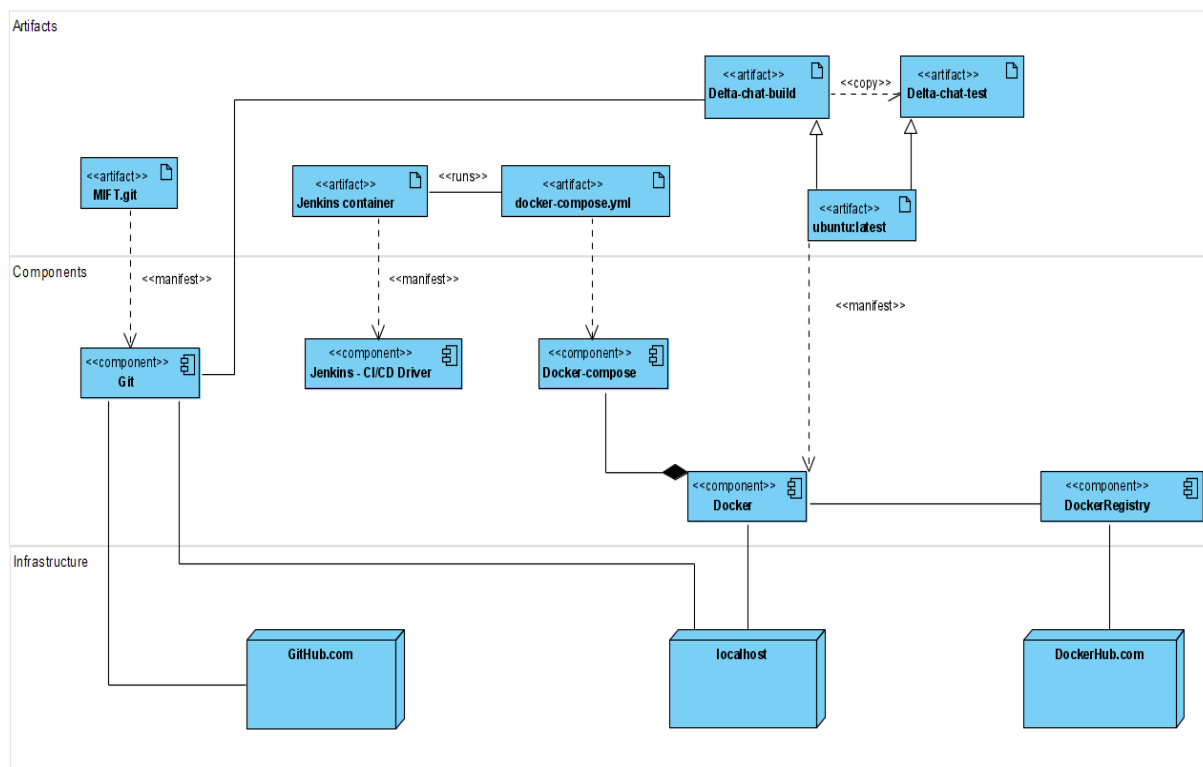 Artifacts
<<artifact>>
Delta-chat-build
<<copy>>
<<artifact>>
Delta-chat-test
<<artifact>>
MIFT.git
<<artifact>>
Jenkins container
<<runs>>
<<artifact>>
docker-compose.yml
<<artifact>>
ubuntu:latest
Components
<<manifest>>
<<manifest>>
<<manifest>>
<<component>>
Git
<<component>>
Jenkins - CI/CD Driver
<<component>>
Docker-compose
<<component>>
Docker
<<component>>
DockerRegistry
Infrastructure
GitHub.com
localhost
DockerHub.com